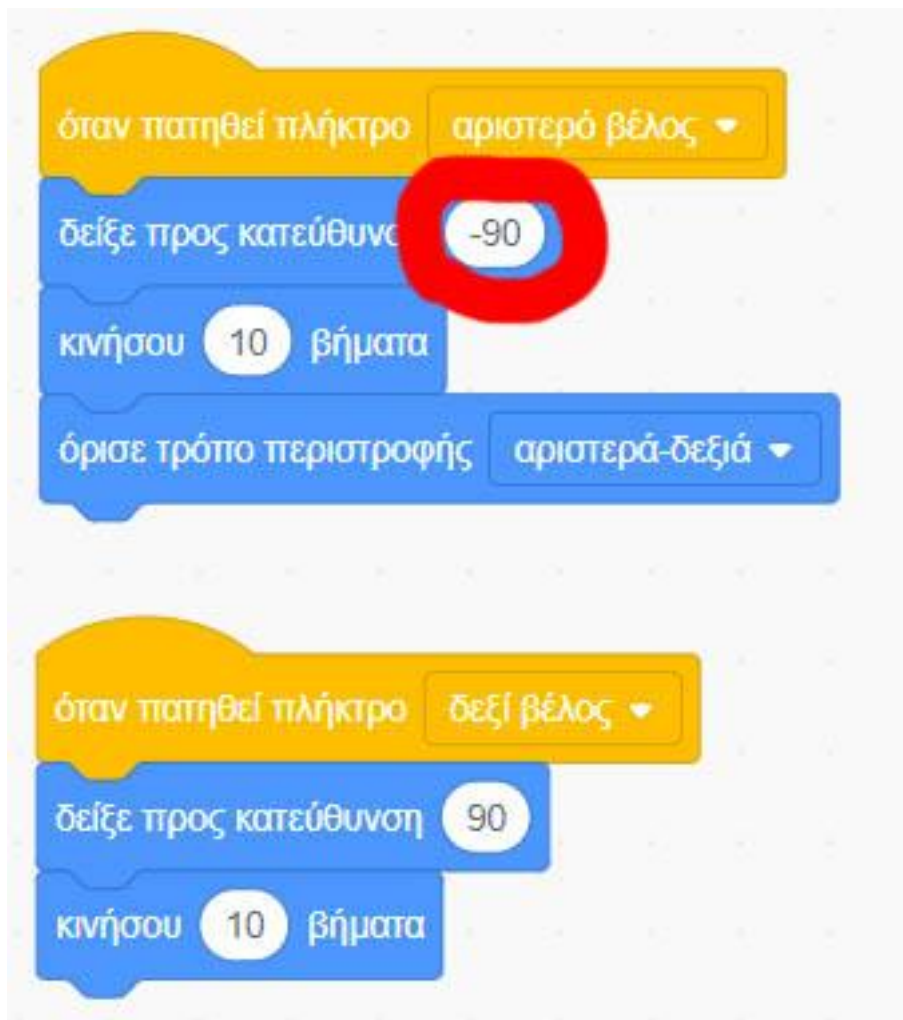 όταν πατηθεί πλήκτρο αριστερό βέλος
δείξε προς κατεύθυνσ -90
κινήσου 10 βήματα
όρισε τρόπο περιστροφής αριστερά-δεξιά
όταν πατηθεί πλήκτρο δεξί βέλος
δείξε προς κατεύθυνση 90
κινήσου 10 βήματα